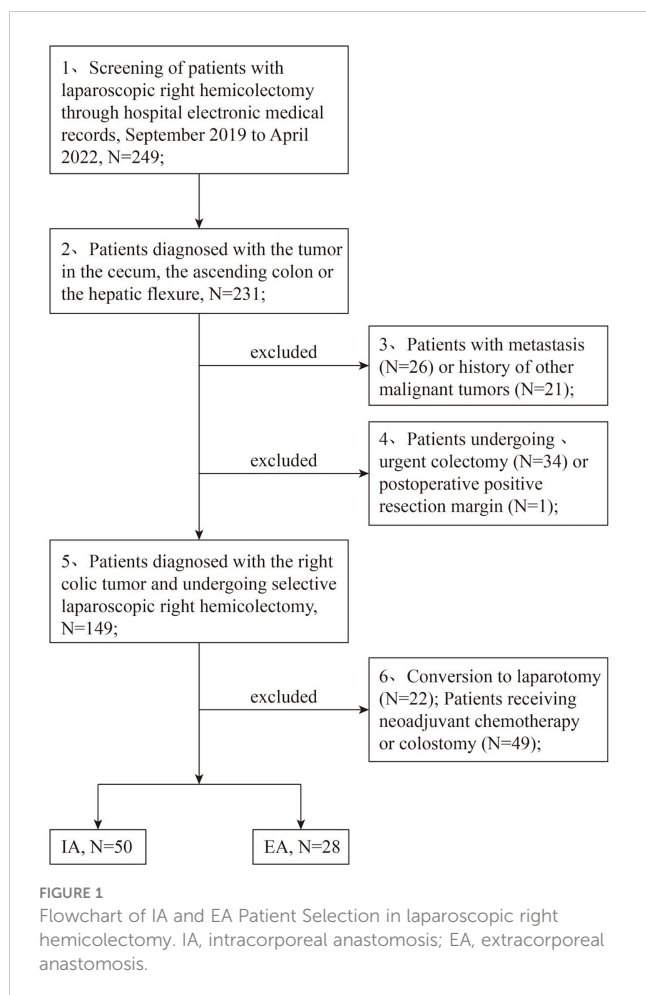 1、Screening of patients with
laparoscopic right hemicolectomy
through hospital electronic medical
records, September 2019 to April
2022, N=249;
2、Patients diagnosed with the tumor
in the cecum, the ascending colon or
the hepatic flexure, N=231;
excluded
3、Patients with metastasis
(N=26) or history of other
malignant tumors (N=21);
excluded
4、Patients undergoing 、
urgent colectomy (N=34) or
postoperative positive
resection margin (N=1);
5、Patients diagnosed with the right
colic tumor and undergoing selective
laparoscopic right hemicolectomy,
N=149;
excluded
6、Conversion to laparotomy
(N=22); Patients receiving
neoadjuvant chemotherapy
or colostomy (N=49);
IA, N=50
EA, N=28
FIGURE 1
Flowchart of IA and EA Patient Selection in laparoscopic right
hemicolectomy. IA, intracorporeal anastomosis; EA, extracorporeal
anastomosis.